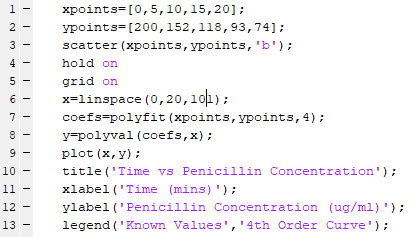 1 - xpoints=[0,5,10,15,20];
2 - ypoints=[200,152,118,93,74];
3 - scatter(xpoints,ypoints,'b');
4 - hold on
5 - grid on
6 - x=linspace(0,20,101);
7 - coefs=polyfit(xpoints,ypoints,4);
8 - y=polyval(coefs,x);
9 - plot(x,y);
10 - title('Time vs Penicillin Concentration');
11 - xlabel('Time (mins)');
12 - ylabel('Penicillin Concentration (ug/ml)');
13 - legend('Known Values','4th Order Curve');